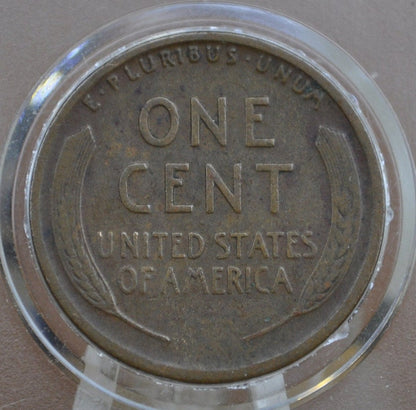 E·PLURIBUS·UNUM
ONE
CENT
UNITED STATES
OF AMERICA